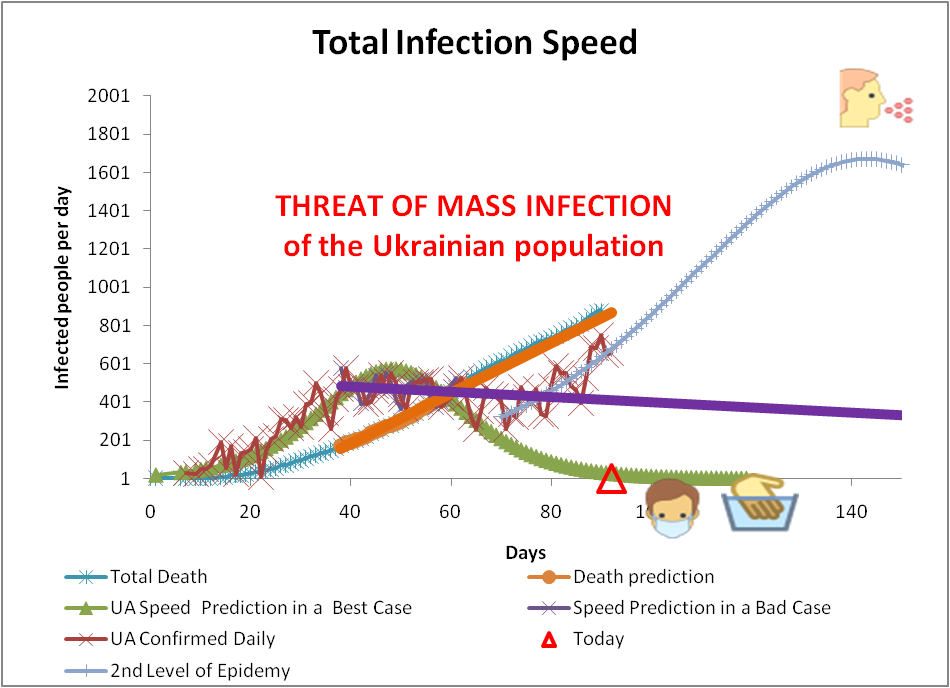 Total Infection Speed
2001
1801
1601
1401
1201
1001
801
601
401
201
1
Infected people per day
THREAT OF MASS INFECTION
of the Ukrainian population
0 20 40 60 80 140
Days
Total Death
Death prediction
UA Speed Prediction in a Best Case
Speed Prediction in a Bad Case
UA Confirmed Daily
Today
2nd Level of Epidemy